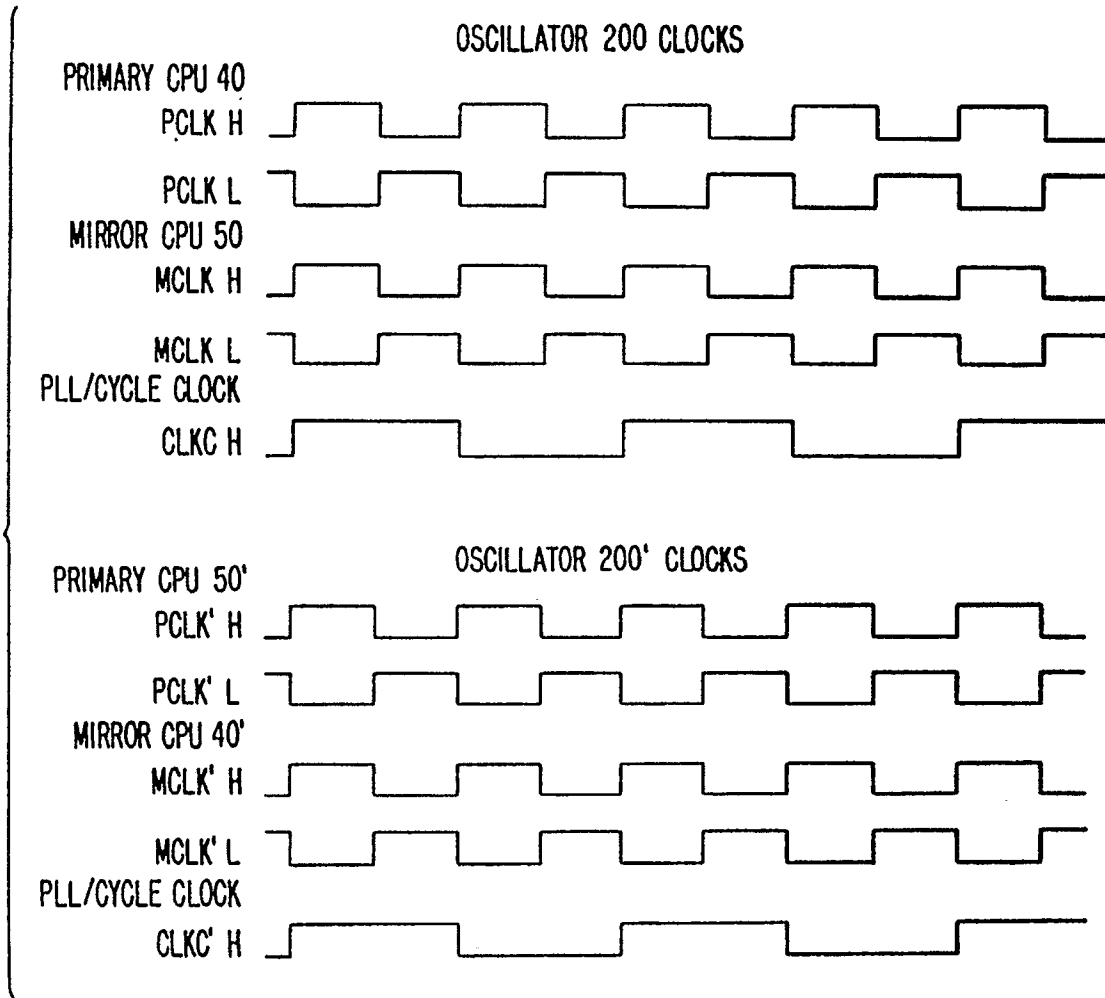 OSCILLATOR 200 CLOCKS
PRIMARY CPU 40
PCLK H
PCLK L
MIRROR CPU 50
MCLK H
MCLK L
PLL/CYCLE CLOCK
CLKC H
OSCILLATOR 200' CLOCKS
PRIMARY CPU 50'
PCLK' H
PCLK' L
MIRROR CPU 40'
MCLK' H
MCLK' L
PLL/CYCLE CLOCK
CLKC' H